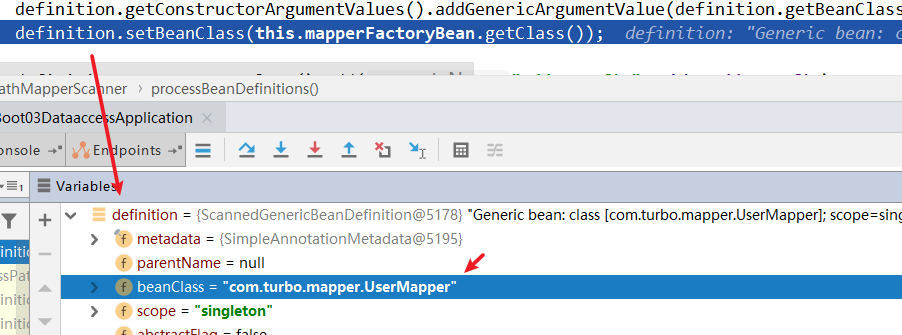 definition.getConstructorArgumentValues().addGenericArgumentValue(definition.getBeanClass
definition.setBeanClass(this.mapperFactoryBean.getClass()); definition: "Generic bean: c
athMapperScanner › processBeanDefinitions()
Boot03DataaccessApplication ×
onsole Endpoints
Variables
definition = {ScannedGenericBeanDefinition@5178} "Generic bean: class [com.turbo.mapper.UserMapper]; scope=sing
metadata = {SimpleAnnotationMetadata@5195}
parentName = null
beanClass = "com.turbo.mapper.UserMapper"
scope = "singleton"
abstractFlag = false